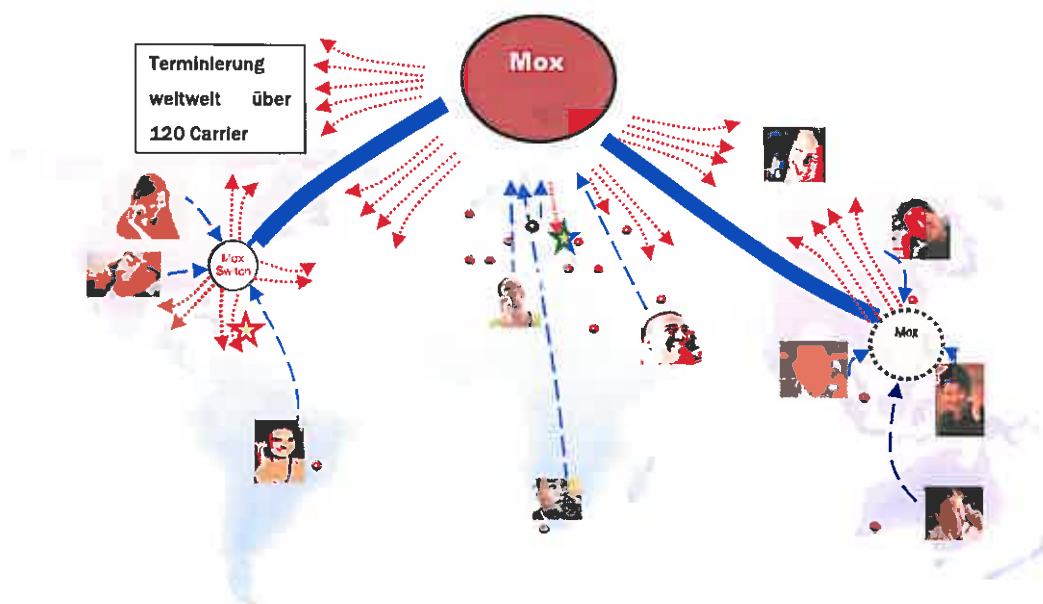 Mox
Terminierung
weltweit über
120 Carrier
Mox
Switch
Mox